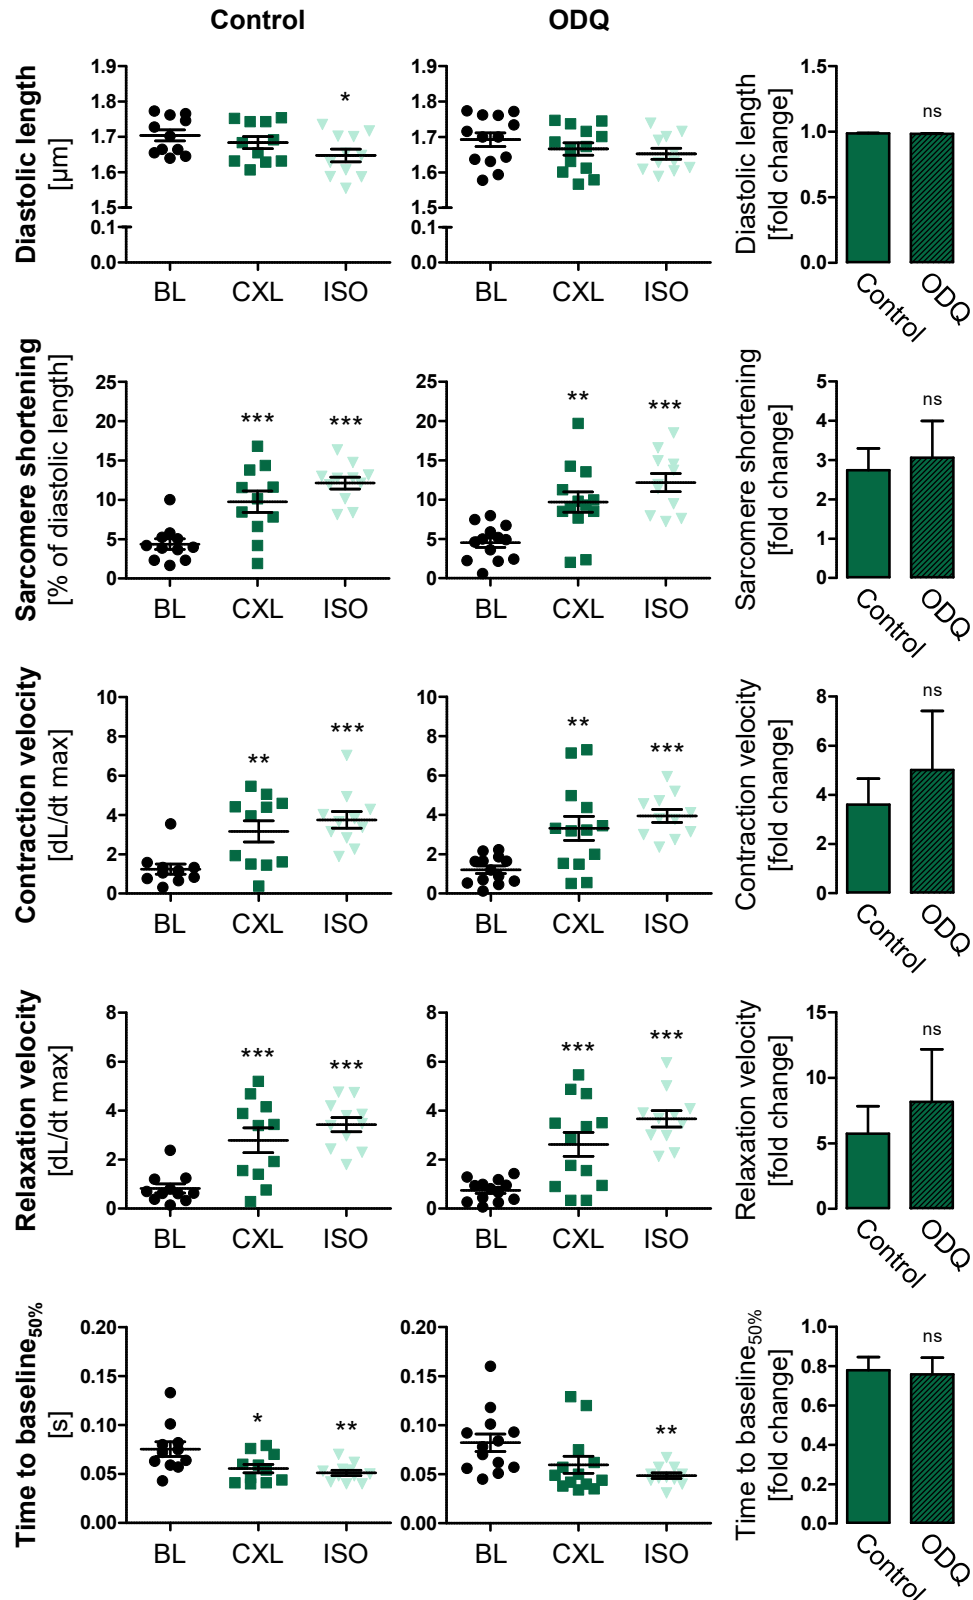 Control
ODQ
Diastolic length
[µm]
1.9
1.8
1.7
1.6
1.5
0.1
0.0
*
BL CXL ISO
1.9
1.8
1.7
1.6
1.5
0.1
0.0
BL CXL ISO
Diastolic length
[fold change]
1.5
1.0
0.5
0.0
ns
Control ODQ
Sarcomere shortening
[% of diastolic length]
25
20
15
10
5
0
*** ***
BL CXL ISO
25
20
15
10
5
0
** ***
BL CXL ISO
Sarcomere shortening
[fold change]
5
4
3
2
1
0
ns
Control ODQ
Contraction velocity
[dL/dt max]
10
8
6
4
2
0
** ***
BL CXL ISO
10
8
6
4
2
0
** ***
BL CXL ISO
Contraction velocity
[fold change]
8
6
4
2
0
ns
Control ODQ
Relaxation velocity
[dL/dt max]
8
6
4
2
0
*** ***
BL CXL ISO
8
6
4
2
0
*** ***
BL CXL ISO
Relaxation velocity
[fold change]
15
10
5
0
ns
Control ODQ
Time to baseline50%
[s]
0.20
0.15
0.10
0.05
0.00
* **
BL CXL ISO
0.20
0.15
0.10
0.05
0.00
**
BL CXL ISO
Time to baseline50%
[fold change]
1.0
0.8
0.6
0.4
0.2
0.0
ns
Control ODQ